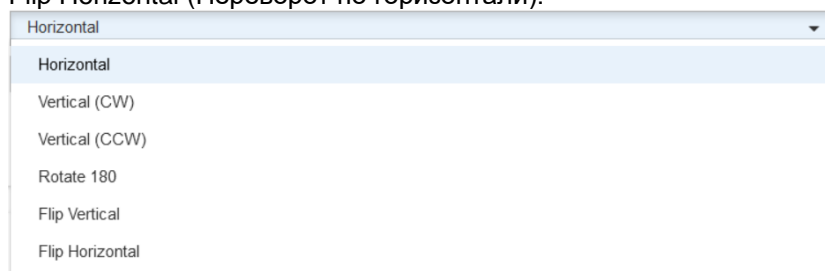 Flip Horizontal (Переворот по горизонтали).
Horizontal
Horizontal
Vertical (CW)
Vertical (CCW)
Rotate 180
Flip Vertical
Flip Horizontal